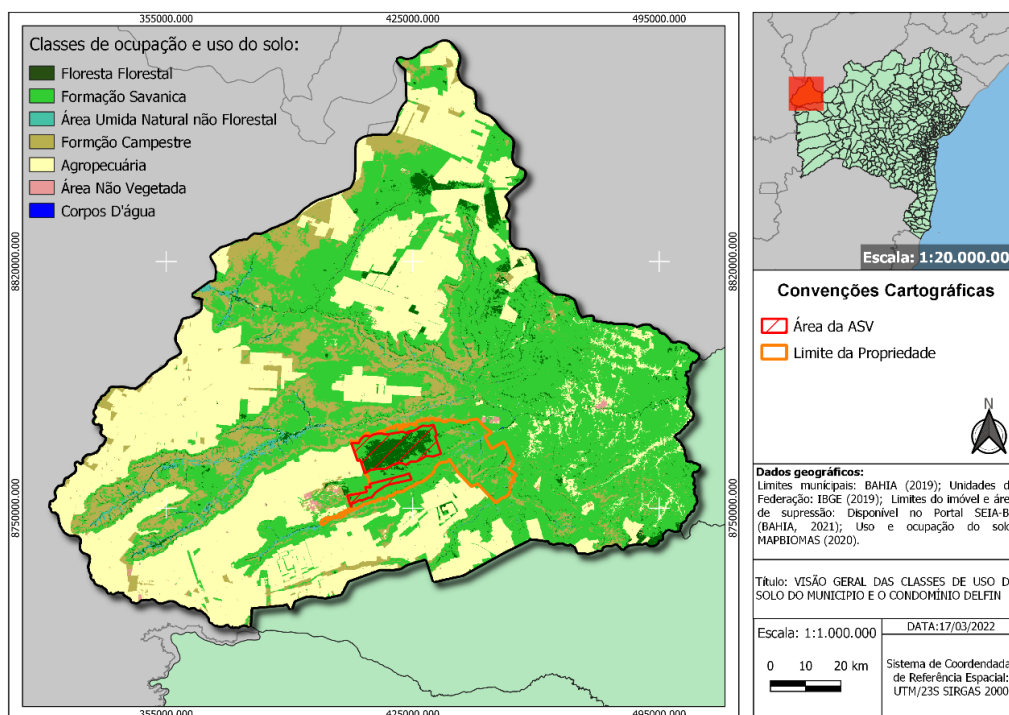 355000.000 425000.000 495000.000
Classes de ocupação e uso do solo:
Floresta Florestal
Formação Savanica
Área Umida Natural não Florestal
Formção Campestre
Agropecuária
Área Não Vegetada
Corpos D'água
8820000.000
8820000.000
8750000.000
8750000.000
355000.000 425000.000 495000.000
Escala: 1:20.000.00
Convenções Cartográficas
Área da ASV
Limite da Propriedade
N
Dados geográficos:
Limites municipais: BAHIA (2019); Unidades d
Federação: IBGE (2019); Limites do imóvel e áre
de supressão: Disponível no Portal SEIA-B
(BAHIA, 2021); Uso e ocupação do sol
MAPBIOMAS (2020).
Título: VISÃO GERAL DAS CLASSES DE USO D
SOLO DO MUNICIPIO E O CONDOMÍNIO DELFIN
Escala: 1:1.000.000
0 10 20 km
DATA:17/03/2022
Sistema de Coordendada
de Referência Espacial:
UTM/23S SIRGAS 2000